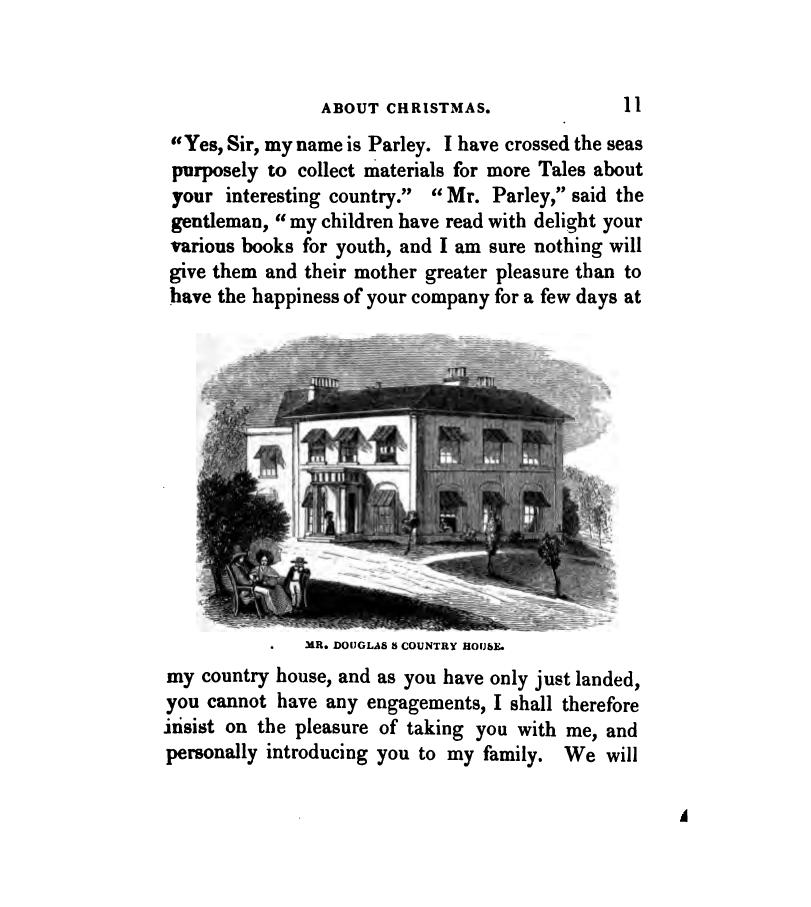 ABOUT CHRISTMAS. 11
“Yes, Sir, my name is Parley. I have crossed the seas
purposely to collect materials for more Tales about
your interesting country.” “Mr. Parley,” said the
gentleman, “my children have read with delight your
various books for youth, and I am sure nothing will
give them and their mother greater pleasure than to
have the happiness of your company for a few days at
MR. DOUGLAS S COUNTRY HOUSE.
my country house, and as you have only just landed,
you cannot have any engagements, I shall therefore
insist on the pleasure of taking you with me, and
personally introducing you to my family. We will